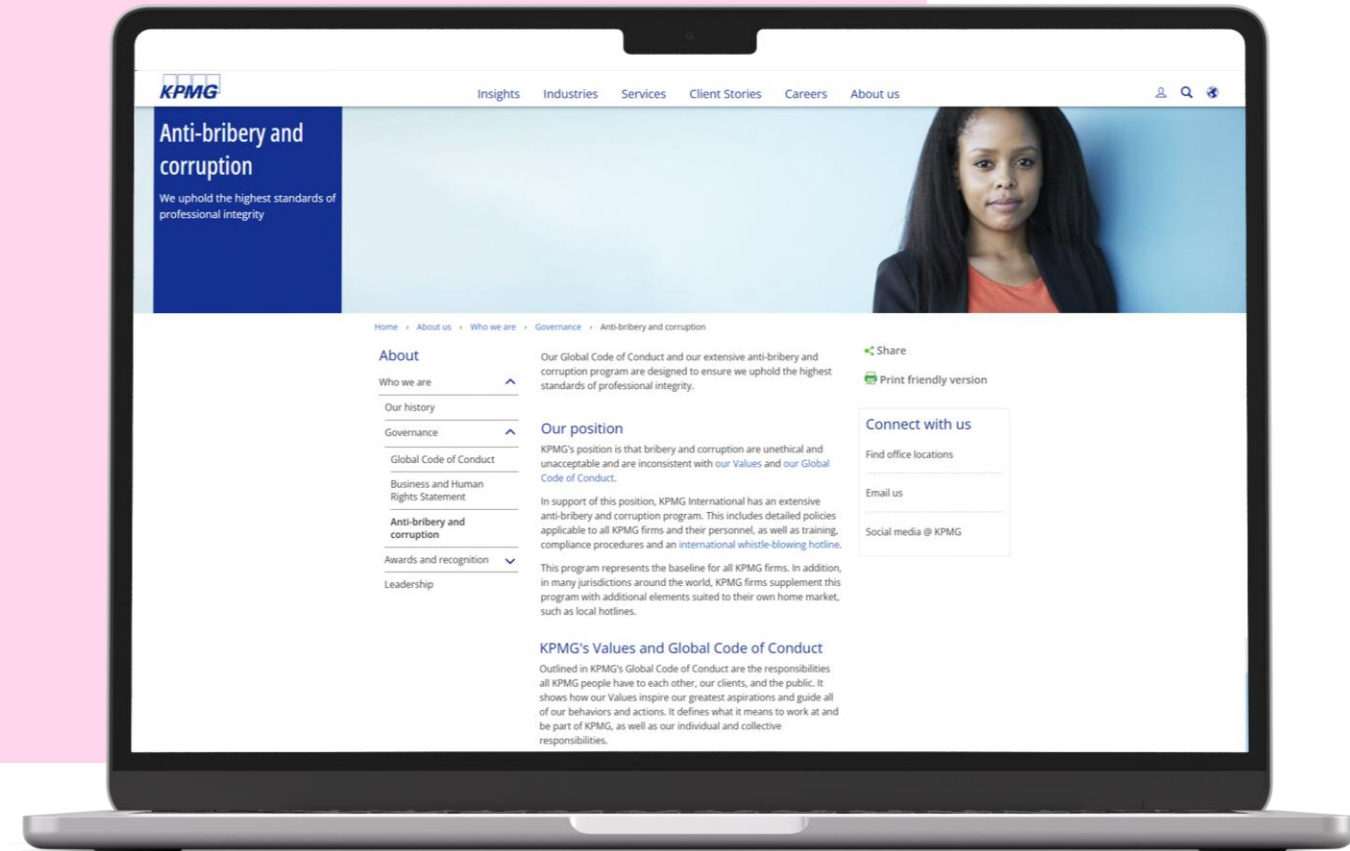 KPMG
Insights
Industries
Services
Client Stories
Careers
About us
Anti-bribery and
corruption
We uphold the highest standards of
professional integrity
Home › About us › Who we are › Governance › Anti-bribery and corruption
About
Who we are
Our history
Governance
Global Code of Conduct
Business and Human
Rights Statement
Anti-bribery and
corruption
Awards and recognition
Leadership
Our Global Code of Conduct and our extensive anti-bribery and
corruption program are designed to ensure we uphold the highest
standards of professional integrity.
Our position
KPMG's position is that bribery and corruption are unethical and
unacceptable and are inconsistent with our Values and our Global
Code of Conduct.
In support of this position, KPMG International has an extensive
anti-bribery and corruption program. This includes detailed policies
applicable to all KPMG firms and their personnel, as well as training,
compliance procedures and an international whistle-blowing hotline.
This program represents the baseline for all KPMG firms. In addition,
in many jurisdictions around the world, KPMG firms supplement this
program with additional elements suited to their own home market,
such as local hotlines.
KPMG's Values and Global Code of Conduct
Outlined in KPMG's Global Code of Conduct are the responsibilities
all KPMG people have to each other, our clients, and the public. It
shows how our Values inspire our greatest aspirations and guide all
of our behaviors and actions. It defines what it means to work at and
be part of KPMG, as well as our individual and collective
responsibilities.
Share
Print friendly version
Connect with us
Find office locations
Email us
Social media @ KPMG